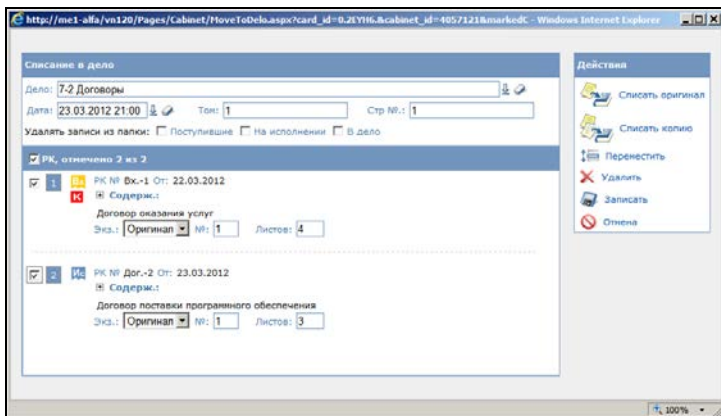 http://me1-alfa/vn120/Pages/Cabinet/MoveToDelo.aspx?card_id=0.2EYH6.&cabinet_id=4057121&markedC - Windows Internet Explorer
Списание в дело
Дело: 7-2 Договоры
Дата: 23.03.2012 21:00 Том: 1 Стр №.: 1
Удалять записи из папки: Поступившие На исполнении В дело
РК, отмечено 2 из 2
1 Вх РК № Вх.-1 От: 22.03.2012
К Содерж.:
Договор оказания услуг
Экз.: Оригинал №: 1 Листов: 4
2 Ис РК № Дог.-2 От: 23.03.2012
Содерж.:
Договор поставки программного обеспечения
Экз.: Оригинал №: 1 Листов: 3
Действия
Списать оригинал
Списать копию
Переместить
Удалить
Записать
Отмена
100%